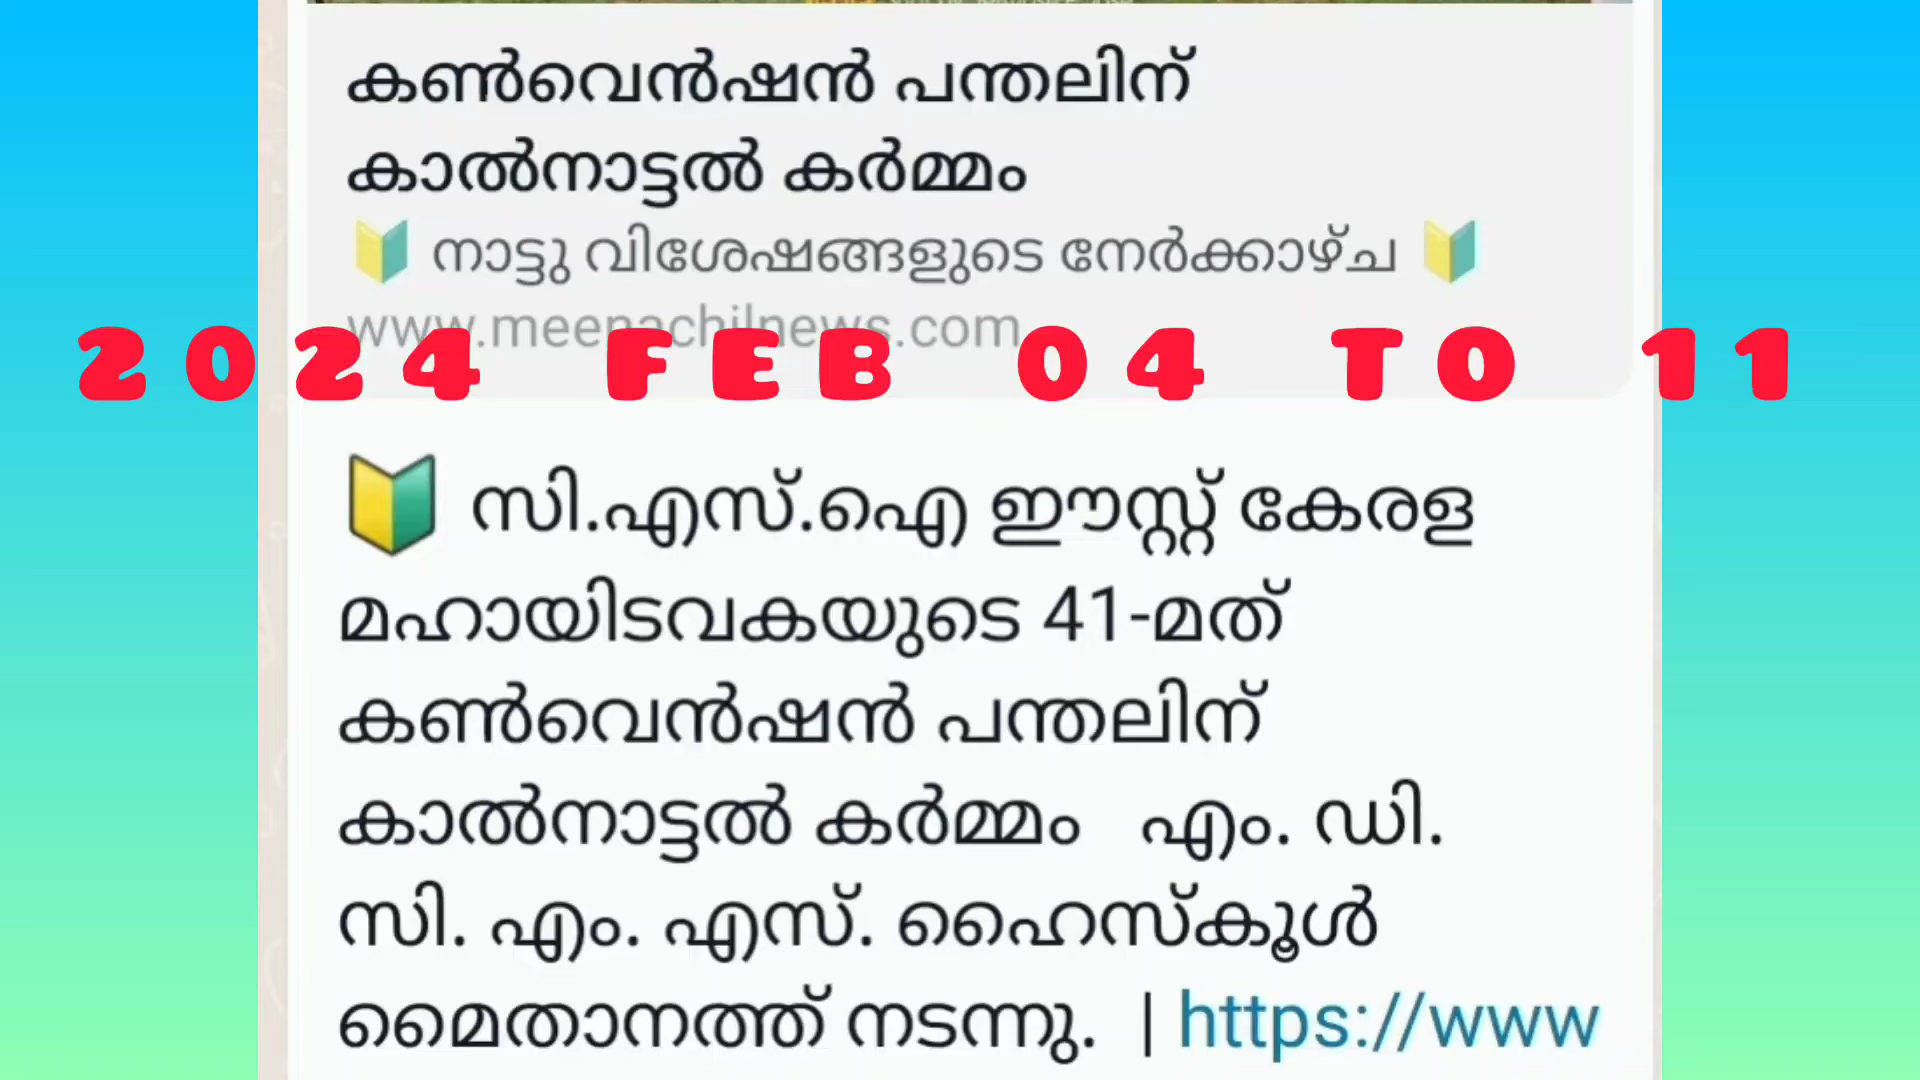 കൺവെൻഷൻ പന്തലിന്
കാൽനാട്ടൽ കർമ്മം
🔰 നാട്ടു വിശേഷങ്ങളുടെ നേർക്കാഴ്ച 🔰
www.meenachilnews.com
2024 FEB 04 TO 11
🔰 സി.എസ്.ഐ ഈസ്റ്റ് കേരള
മഹായിടവകയുടെ 41-മത്
കൺവെൻഷൻ പന്തലിന്
കാൽനാട്ടൽ കർമ്മം എം. ഡി.
സി. എം. എസ്. ഹൈസ്കൂൾ
മൈതാനത്ത് നടന്നു. | https://www